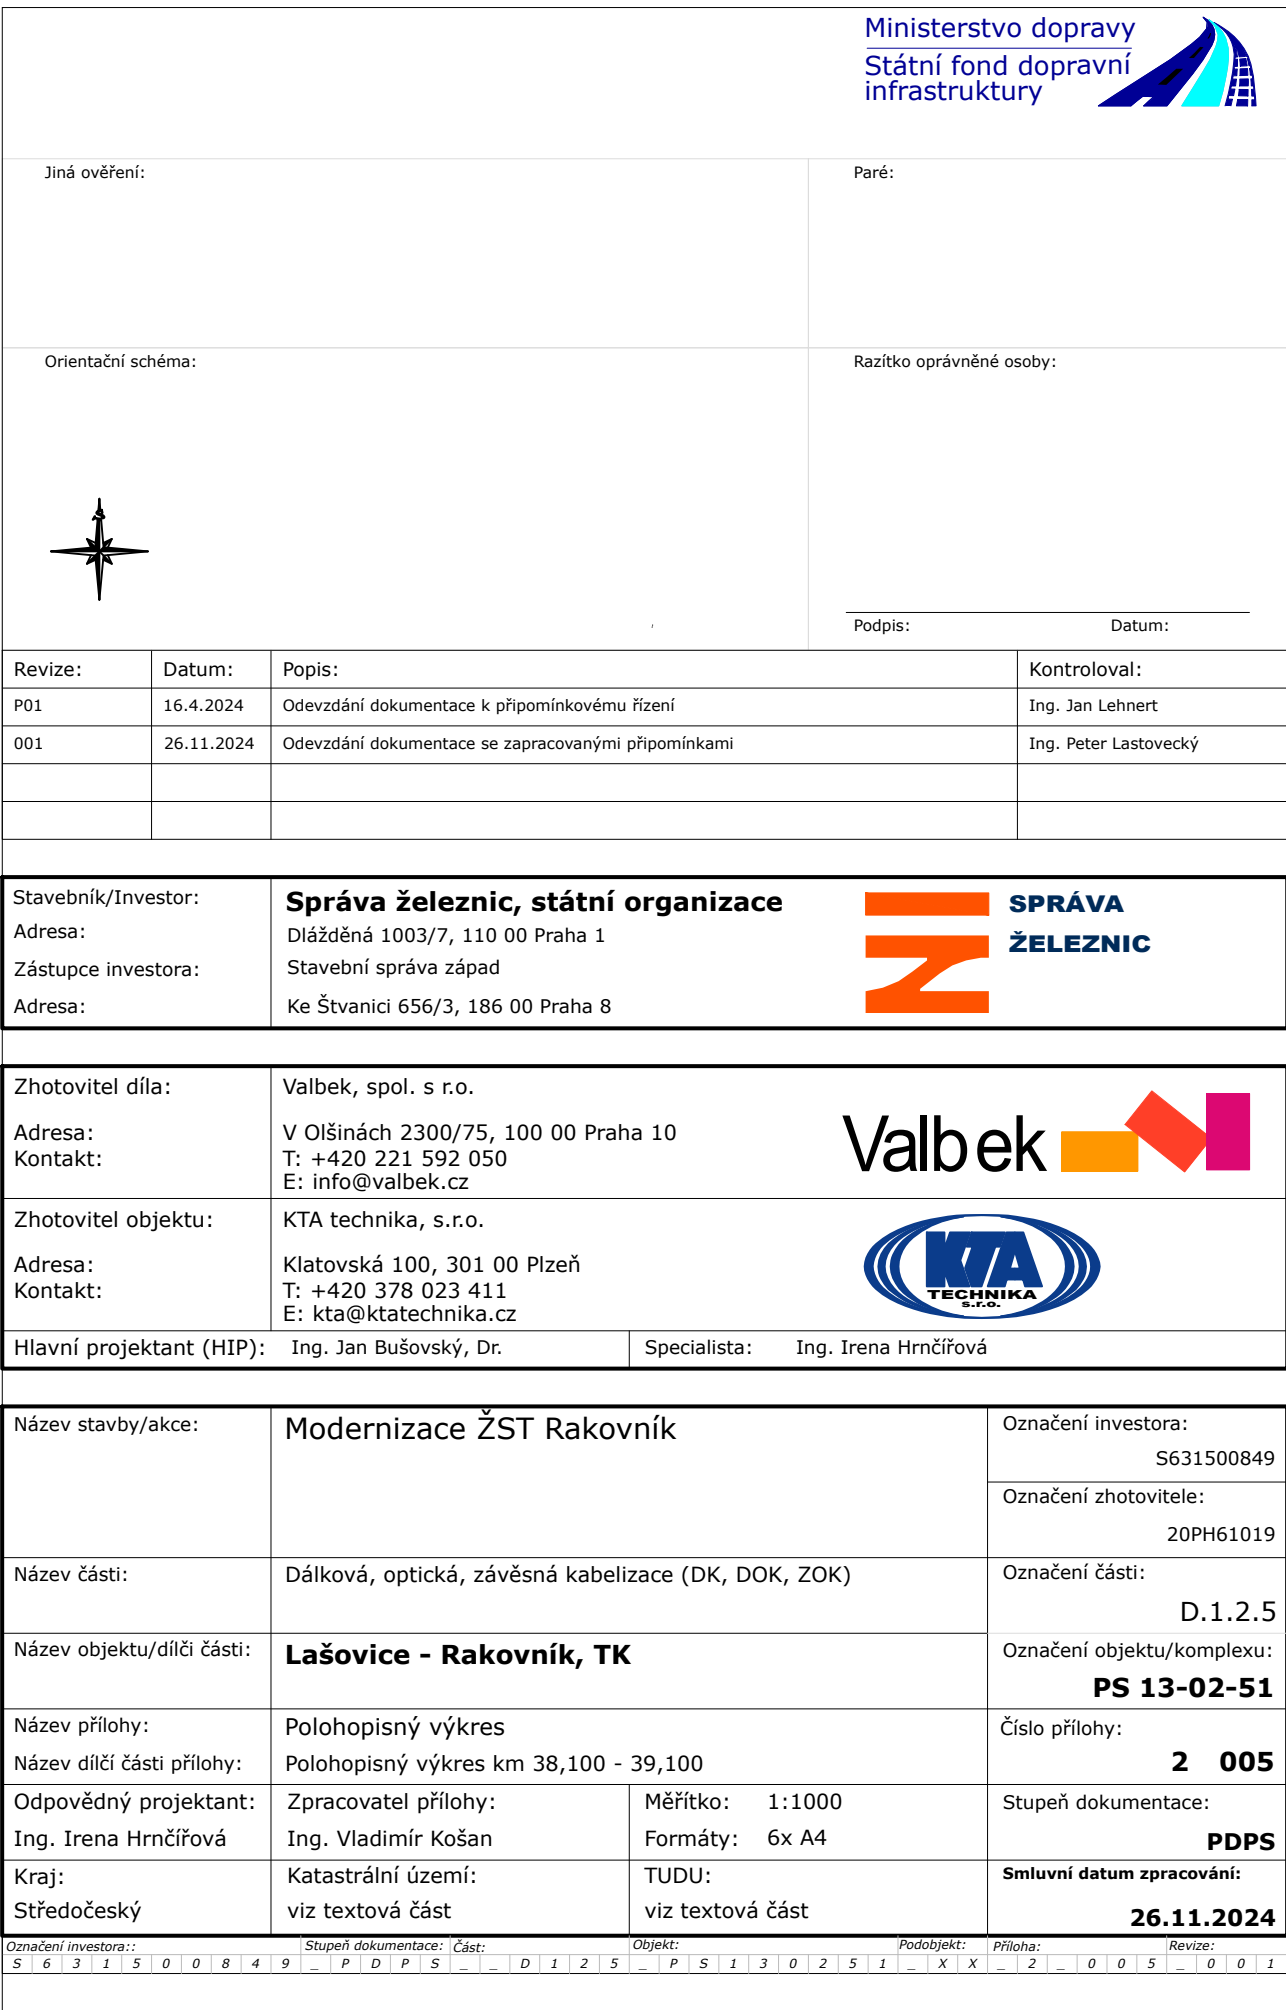 Ministerstvo dopravy
Státní fond dopravní
infrastruktury
Jiná ověření:
Paré:
Orientační schéma:
Razítko oprávněné osoby:
S
Podpis: Datum:
Revize: Datum: Popis: Kontroloval:
P01 16.4.2024 Odevzdání dokumentace k připomínkovému řízení Ing. Jan Lehnert
001 26.11.2024 Odevzdání dokumentace se zapracovanými připomínkami Ing. Peter Lastovecký
Stavebník/Investor: Správa železnic, státní organizace
Adresa: Dlážděná 1003/7, 110 00 Praha 1
Zástupce investora: Stavební správa západ
Adresa: Ke Štvanici 656/3, 186 00 Praha 8
SPRÁVA
ŽELEZNIC
Zhotovitel díla: Valbek, spol. s r.o.
Adresa: V Olšinách 2300/75, 100 00 Praha 10
Kontakt: T: +420 221 592 050
E: info@valbek.cz
Valbek
Zhotovitel objektu: KTA technika, s.r.o.
Adresa: Klatovská 100, 301 00 Plzeň
Kontakt: T: +420 378 023 411
E: kta@ktatechnika.cz
KTA
TECHNIKA
s.r.o.
Hlavní projektant (HIP): Ing. Jan Bušovský, Dr. Specialista: Ing. Irena Hrnčířová
Název stavby/akce: Modernizace ŽST Rakovník
Označení investora:
S631500849
Označení zhotovitele:
20PH61019
Název části: Dálková, optická, závěsná kabelizace (DK, DOK, ZOK)
Označení části:
D.1.2.5
Název objektu/dílči části: Lašovice - Rakovník, TK
Označení objektu/komplexu:
PS 13-02-51
Název přílohy: Polohopisný výkres
Název dílčí části přílohy: Polohopisný výkres km 38,100 - 39,100
Číslo přílohy:
2 005
Odpovědný projektant: Zpracovatel přílohy: Měřítko: 1:1000
Ing. Irena Hrnčířová Ing. Vladimír Košan Formáty: 6x A4
Stupeň dokumentace:
PDPS
Kraj: Katastrální území: TUDU:
Středočeský viz textová část viz textová část
Smluvní datum zpracování:
26.11.2024
Označení investora:: Stupeň dokumentace: Část: Objekt: Podobjekt: Příloha: Revize:
S 6 3 1 5 0 0 8 4 9 _ P D P S _ _ D 1 2 5 _ P S 1 3 0 2 5 1 _ X X _ 2 _ 0 0 5 _ 0 0 1